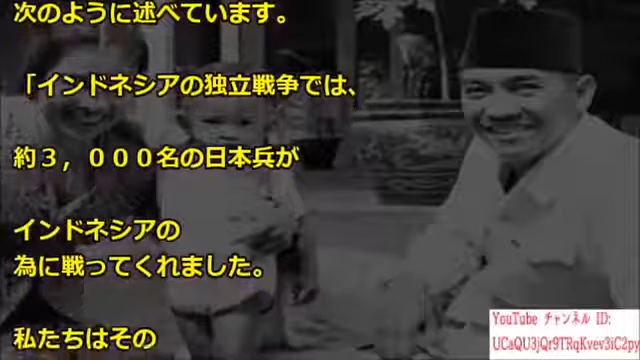 次のように述べています。
「インドネシアの独立戦争では、
約３，０００名の日本兵が
インドネシアの
為に戦ってくれました。
私たちはその
YouTube チャンネル ID:
UCaQU3jQr9TRqKvev3iC2py